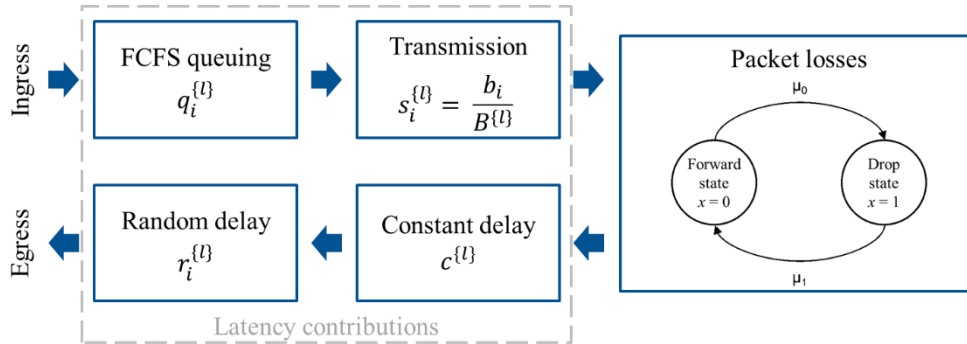 Ingress
FCFS queuing
q_i^{l}
Transmission
s_i^{l} = b_i / B^{l}
Packet losses
μ₀
Forward
state
x = 0
Drop
state
x = 1
μ₁
Egress
Random delay
r_i^{l}
Constant delay
c^{l}
Latency contributions